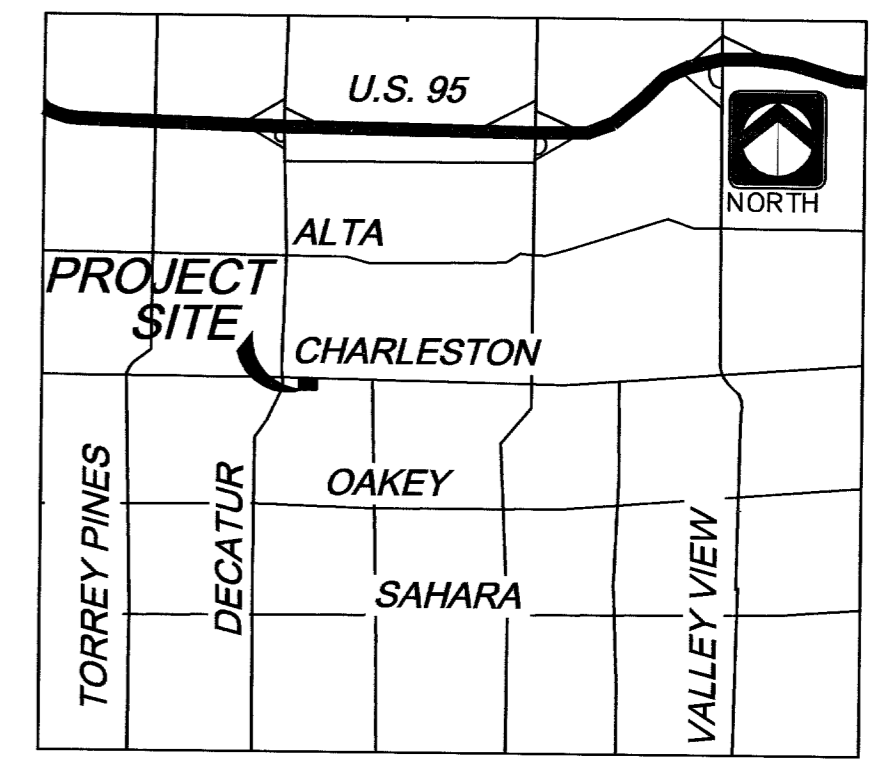 U.S. 95
NORTH
ALTA
PROJECT
SITE
CHARLESTON
OAKEY
TORREY PINES
DECATUR
SAHARA
VALLEY VIEW